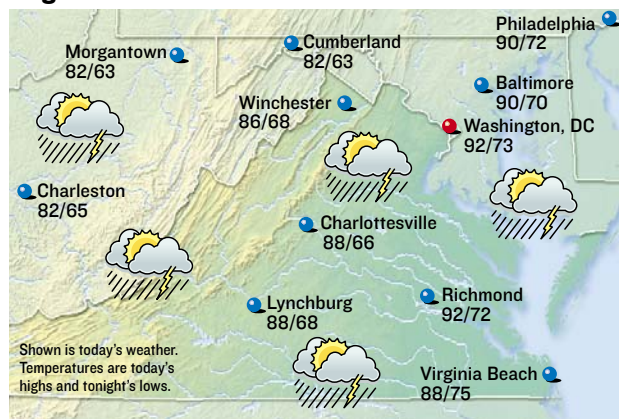 Philadelphia
90/72
Morgantown
82/63
Cumberland
82/63
Baltimore
90/70
Winchester
86/68
Washington, DC
92/73
Charleston
82/65
Charlottesville
88/66
Lynchburg
88/68
Richmond
92/72
Shown is today's weather.
Temperatures are today's
highs and tonight's lows.
Virginia Beach
88/75